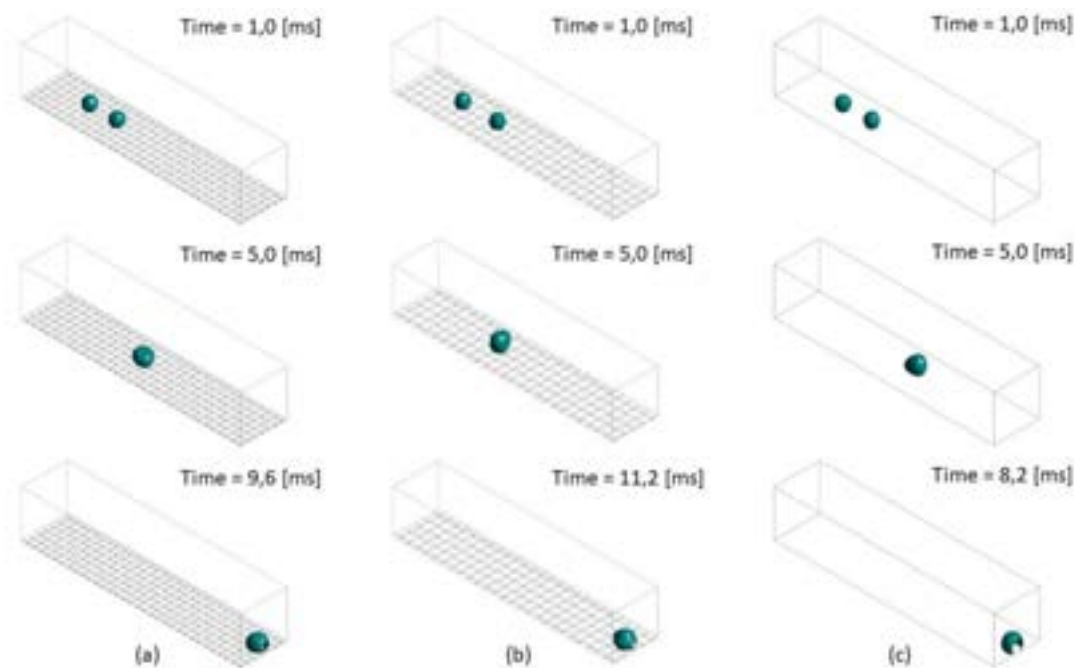 Time = 1,0 [ms]
Time = 1,0 [ms]
Time = 1,0 [ms]
Time = 5,0 [ms]
Time = 5,0 [ms]
Time = 5,0 [ms]
Time = 9,6 [ms]
Time = 11,2 [ms]
Time = 8,2 [ms]
(a)
(b)
(c)